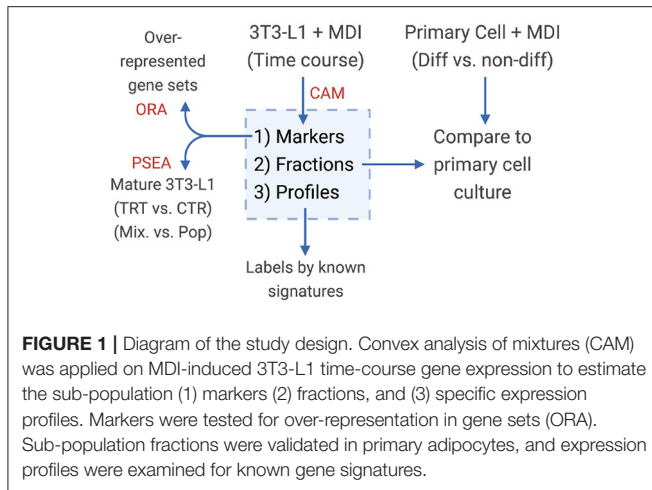 Over-
represented
gene sets
ORA
3T3-L1 + MDI
(Time course)
CAM
Primary Cell + MDI
(Diff vs. non-diff)
1) Markers
2) Fractions
3) Profiles
PSEA
Mature 3T3-L1
(TRT vs. CTR)
(Mix. vs. Pop)
Compare to
primary cell
culture
Labels by known
signatures
FIGURE 1 | Diagram of the study design. Convex analysis of mixtures (CAM)
was applied on MDI-induced 3T3-L1 time-course gene expression to estimate
the sub-population (1) markers (2) fractions, and (3) specific expression
profiles. Markers were tested for over-representation in gene sets (ORA).
Sub-population fractions were validated in primary adipocytes, and expression
profiles were examined for known gene signatures.